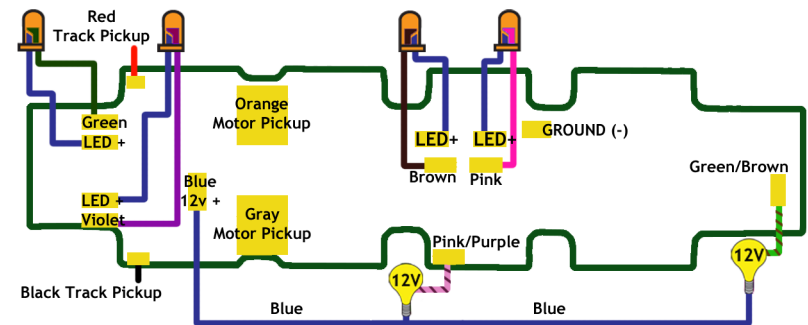 Red
Track Pickup
Green
LED +
Orange
Motor Pickup
LED+
LED+
GROUND (-)
Brown
Pink
Green/Brown
Blue
12v +
LED +
Violet
Gray
Motor Pickup
Pink/Purple
12V
12V
Black Track Pickup
Blue
Blue